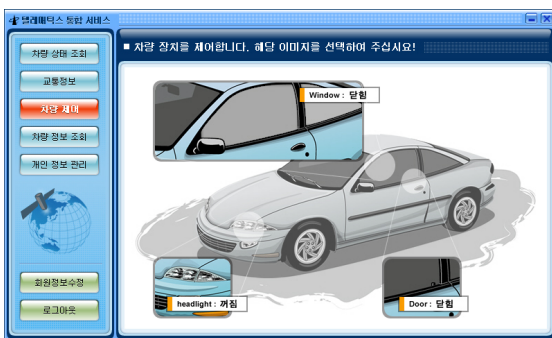 텔레매틱스 통합 서비스
차량 상태 조회
교통정보
차량 제어
차량 정보 조회
개인 정보 관리
회원정보수정
로그아웃
■ 차량 장치를 제어합니다. 해당 이미지를 선택하여 주십시요!
Window : 닫힘
headlight : 꺼짐
Door : 닫힘